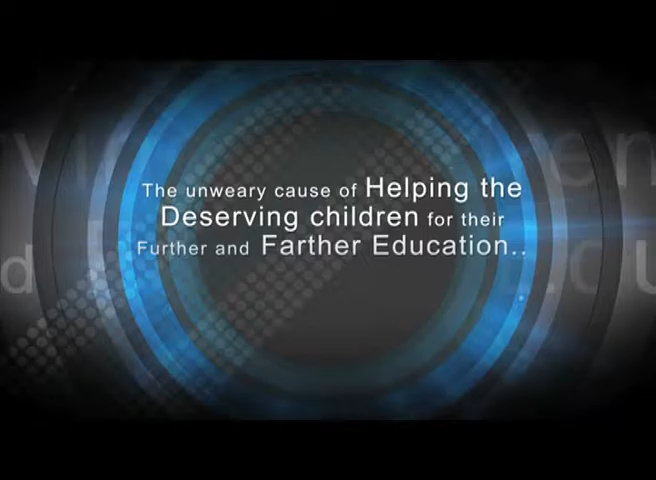 The unweary cause of Helping the
Deserving children for their
Further and Farther Education..